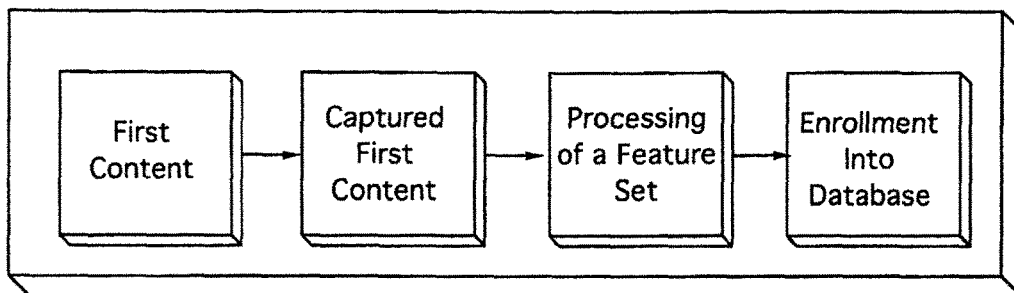 First
Content
Captured
First
Content
Processing
of a Feature
Set
Enrollment
Into
Database